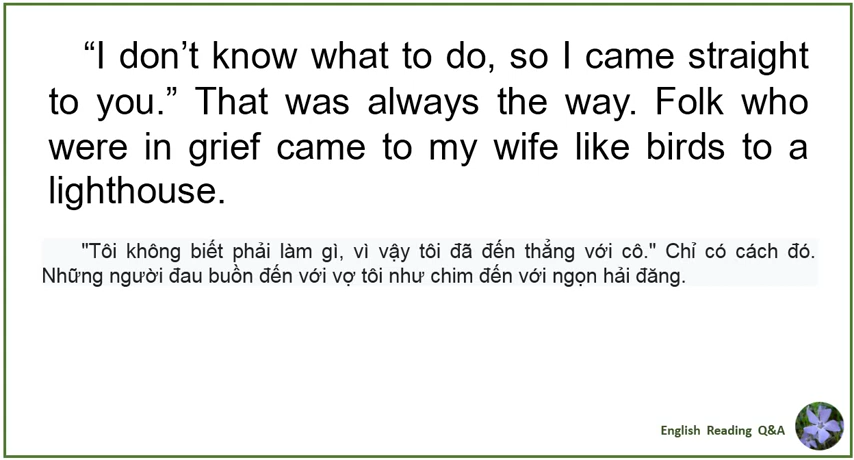 “I don’t know what to do, so I came straight
to you.” That was always the way. Folk who
were in grief came to my wife like birds to a
lighthouse.
"Tôi không biết phải làm gì, vì vậy tôi đã đến thẳng với cô." Chỉ có cách đó.
Những người đau buồn đến với vợ tôi như chim đến với ngọn hải đăng.
English Reading Q&A